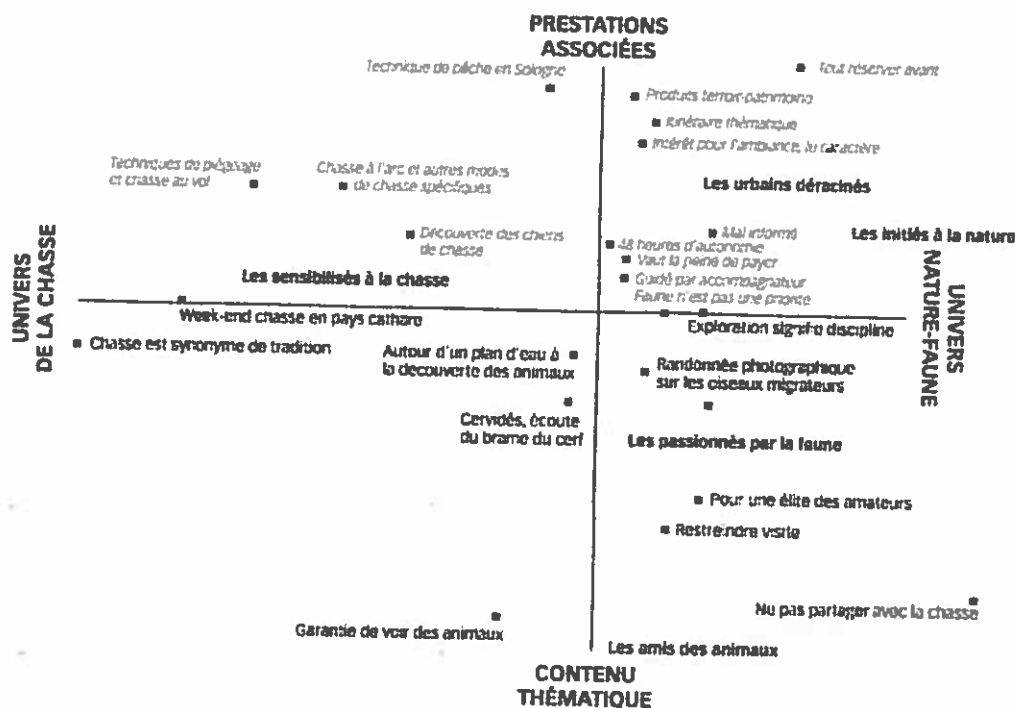 PRESTATIONS
ASSOCIÉES
Technique de pêche en Sologne
Tout réserver avant
Produits terroir-patrimoine
Itinéraire thématique
Intérêt pour l'ambiance, le caractère
Techniques de piégeage
et chasse au vol
Chasse à l'arc et autres modes
de chasse spécifiques
Les urbains déracinés
Découverte des chiens
de chasse
Mal informé
Les initiés à la nature
48 heures d'autonomie
Vaut la peine de payer
Guidé par accompagnateur
Faune n'est pas une priorité
Les sensibilisés à la chasse
UNIVERS
DE LA CHASSE
UNIVERS
NATURE-FAUNE
Week-end chasse en pays cathare
Exploration signifie discipline
Chasse est synonyme de tradition
Autour d'un plan d'eau à
la decouverte des animaux
Randonnée photographique
sur les oiseaux migrateurs
Cervidés, écoute
du brame du cerf
Les passionnés par la faune
Pour une élite des amateurs
Restreindre visite
Ne pas partager avec la chasse
Garantie de voir des animaux
Les amis des animaux
CONTENU
THÉMATIQUE